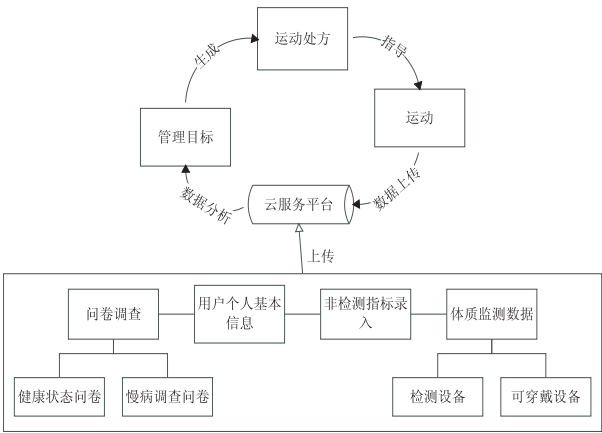 运动处方
生成
指导
运动
管理目标
数据上传
数据分析
云服务平台
上传
问卷调查
用户个人基本
信息
非检测指标录
入
体质监测数据
健康状态问卷
慢病调查问卷
检测设备
可穿戴设备